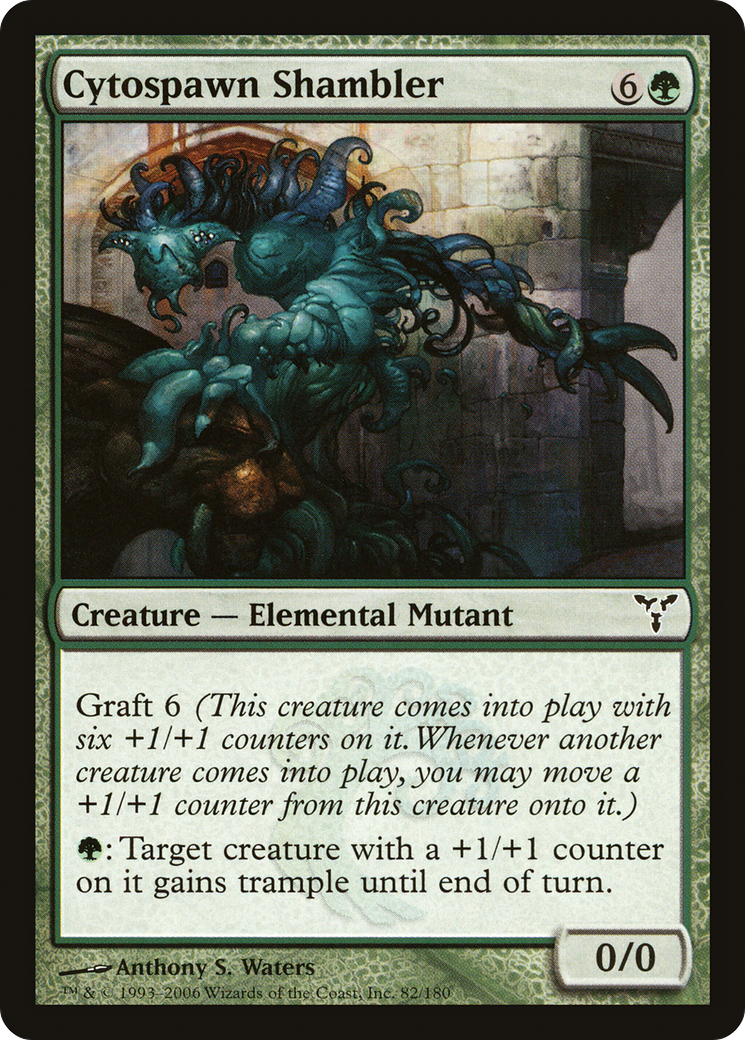 Cytospawn Shambler 6
Creature — Elemental Mutant
Graft 6 (This creature comes into play with
six +1/+1 counters on it. Whenever another
creature comes into play, you may move a
+1/+1 counter from this creature onto it.)
: Target creature with a +1/+1 counter
on it gains trample until end of turn.
0/0
Anthony S. Waters
™ & © 1993–2006 Wizards of the Coast, Inc. 82/180